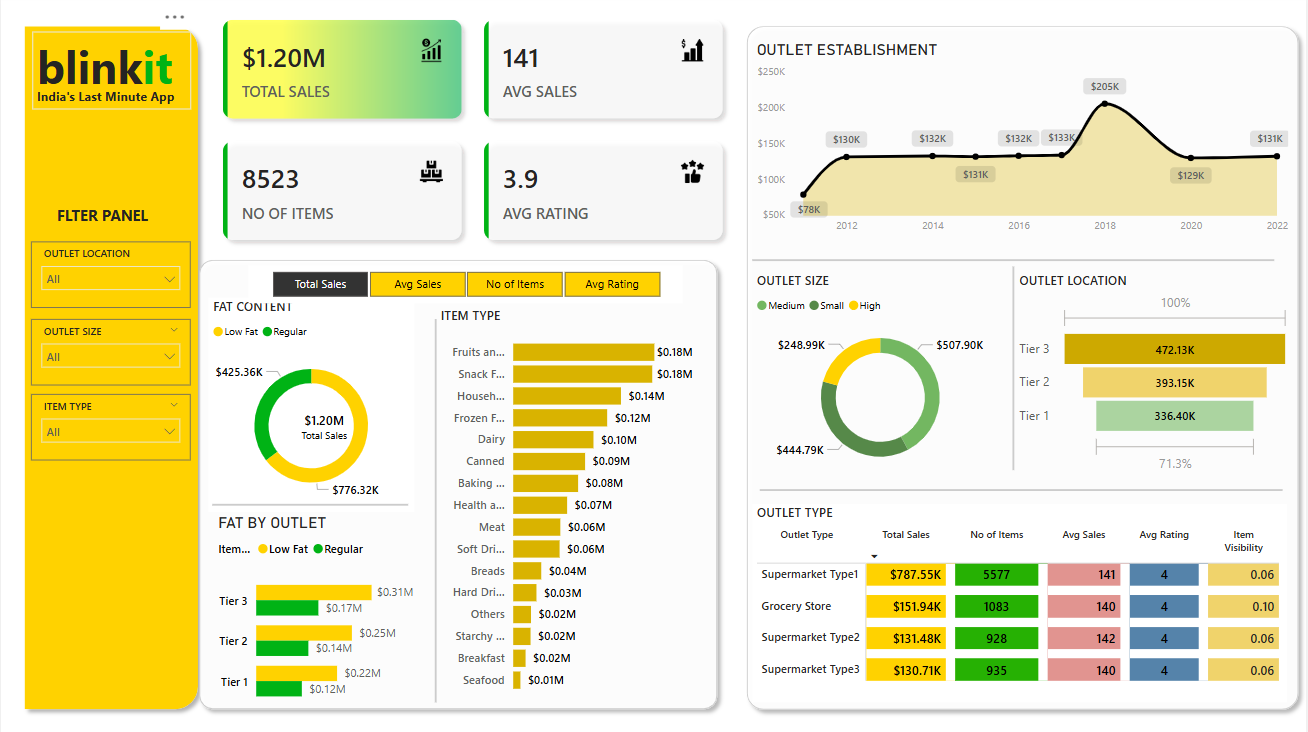 blinkit
India's Last Minute App
FLTER PANEL
OUTLET LOCATION
All
OUTLET SIZE
All
ITEM TYPE
All
$1.20M
TOTAL SALES
141
AVG SALES
8523
NO OF ITEMS
3.9
AVG RATING
Total Sales Avg Sales No of Items Avg Rating
FAT CONTENT
Low Fat Regular
$425.36K
$1.20M
Total Sales
$776.32K
FAT BY OUTLET
Item... Low Fat Regular
Tier 3 $0.31M
$0.17M
Tier 2 $0.25M
$0.14M
Tier 1 $0.22M
$0.12M
ITEM TYPE
Fruits an... $0.18M
Snack F... $0.18M
Househ... $0.14M
Frozen F... $0.12M
Dairy $0.10M
Canned $0.09M
Baking ... $0.08M
Health a... $0.07M
Meat $0.06M
Soft Dri... $0.06M
Breads $0.04M
Hard Dri... $0.03M
Others $0.02M
Starchy ... $0.02M
Breakfast $0.02M
Seafood $0.01M
OUTLET ESTABLISHMENT
$250K
$200K
$150K
$100K
$50K
$78K $130K $132K $131K $132K $133K $205K $129K $131K
2012 2014 2016 2018 2020 2022
OUTLET SIZE
Medium Small High
$248.99K $507.90K
$444.79K
OUTLET LOCATION
100%
Tier 3 472.13K
Tier 2 393.15K
Tier 1 336.40K
71.3%
OUTLET TYPE
Outlet Type Total Sales No of Items Avg Sales Avg Rating Item Visibility
Supermarket Type1 $787.55K 5577 141 4 0.06
Grocery Store $151.94K 1083 140 4 0.10
Supermarket Type2 $131.48K 928 142 4 0.06
Supermarket Type3 $130.71K 935 140 4 0.06